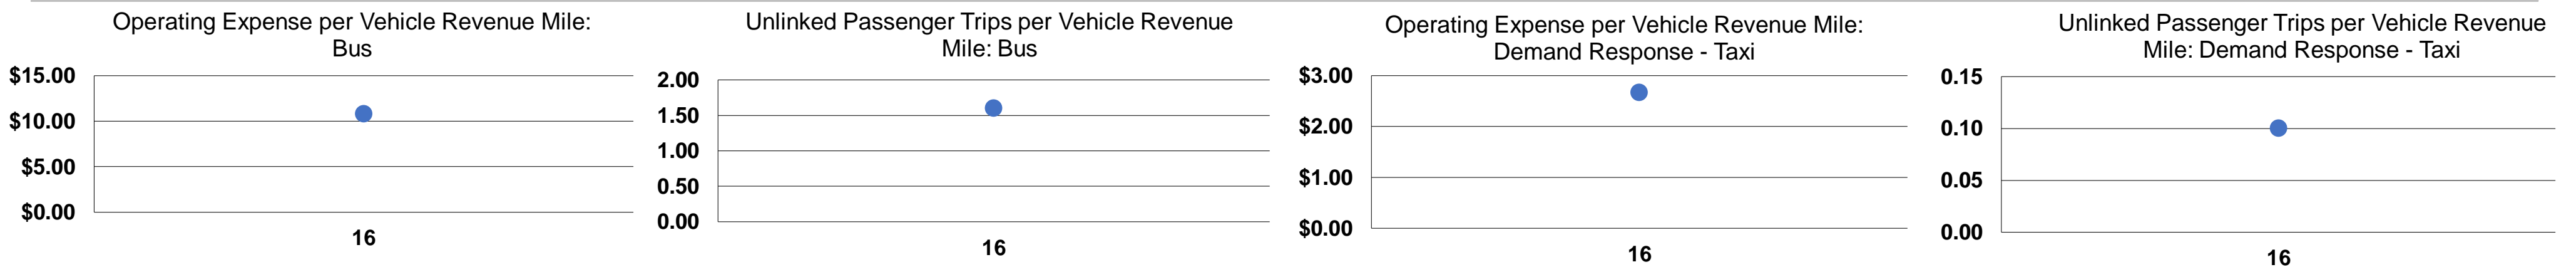 Operating Expense per Vehicle Revenue Mile:
Bus
$15.00
$10.00
$5.00
$0.00
16
Unlinked Passenger Trips per Vehicle Revenue
Mile: Bus
2.00
1.50
1.00
0.50
0.00
16
Operating Expense per Vehicle Revenue Mile:
Demand Response - Taxi
$3.00
$2.00
$1.00
$0.00
16
Unlinked Passenger Trips per Vehicle Revenue
Mile: Demand Response - Taxi
0.15
0.10
0.05
0.00
16